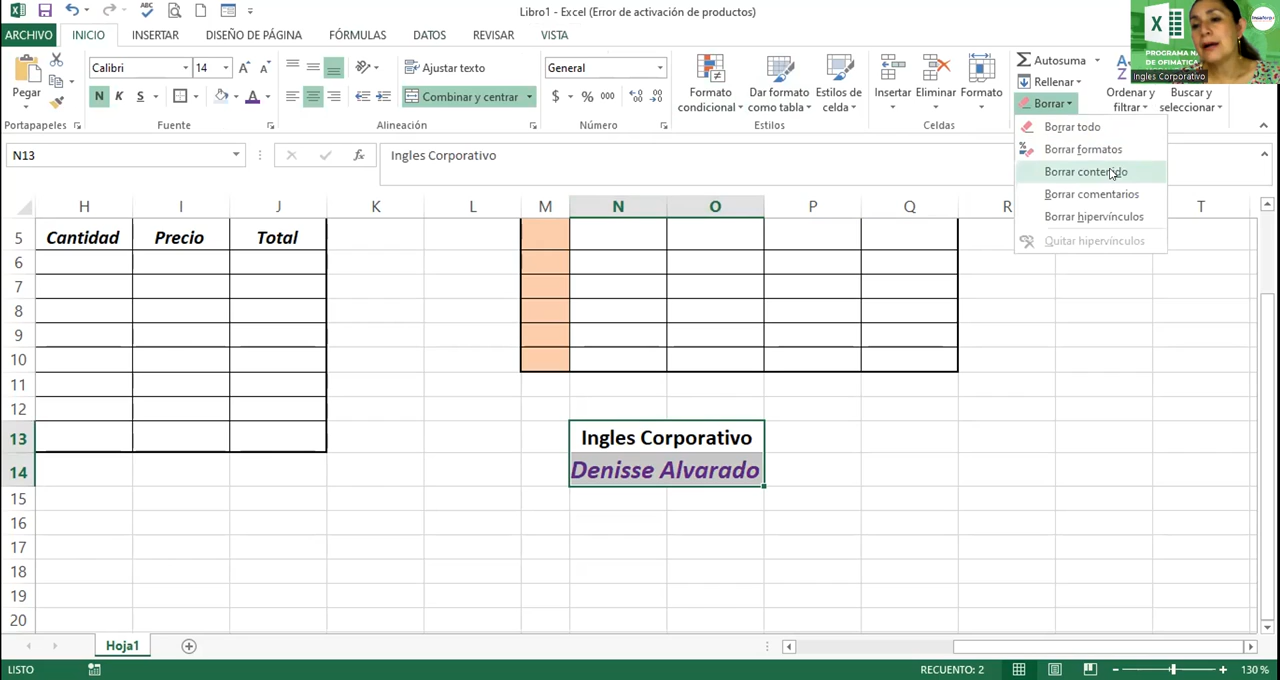 Libro1 - Excel (Error de activación de productos)
ARCHIVO INICIO INSERTAR DISEÑO DE PÁGINA FÓRMULAS DATOS REVISAR VISTA
Calibri 14 Ajustar texto General Autosuma
Rellenar
Pegar N K S Combinar y centrar $ % 000 Formato condicional Dar formato como tabla Estilos de celda Insertar Eliminar Formato Borrar Ordenar y filtrar Buscar y seleccionar
Portapapeles Fuente Alineación Número Estilos Celdas
PROGRAMA
DE OFIMATICA
Ingles Corporativo
Borrar todo
Borrar formatos
Borrar contenido
Borrar comentarios
Borrar hipervínculos
Quitar hipervínculos
N13 fx Ingles Corporativo
H I J K L M N O P Q R T
5 Cantidad Precio Total
6
7
8
9
10
11
12
13 Ingles Corporativo
14 Denisse Alvarado
15
16
17
18
19
20
Hoja1
LISTO RECUENTO: 2 130 %